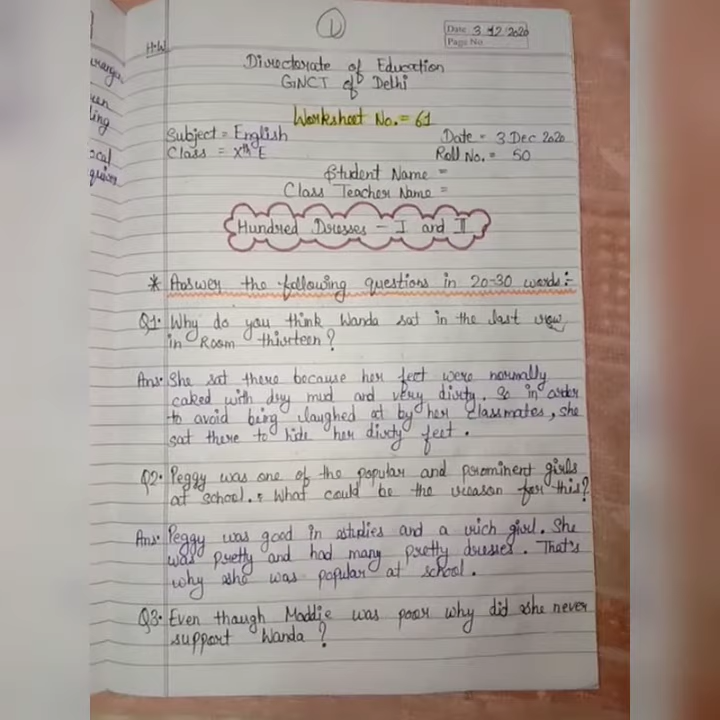 1
Date 3 12 2020
Page No.
H.W
Directorate of Education
GNCT of Delhi
Worksheet No. = 61
Subject = English
Date = 3 Dec 2020
Class = Xth E
Roll No. = 50
Student Name =
Class Teacher Name =
Hundred Dresses - I and II
* Answer the following questions in 20-30 words:-
Q1. Why do you think Wanda sat in the last row
in Room thirteen?
Ans. She sat there because her feet were normally
caked with dry mud and very dirty. So in order
to avoid being laughed at by her classmates, she
sat there to hide her dirty feet.
Q2. Peggy was one of the popular and prominent girls
at school. What could be the reason for this?
Ans. Peggy was good in studies and a rich girl. She
was pretty and had many pretty dresses. That's
why she was popular at school.
Q3. Even though Maddie was poor why did she never
support Wanda?